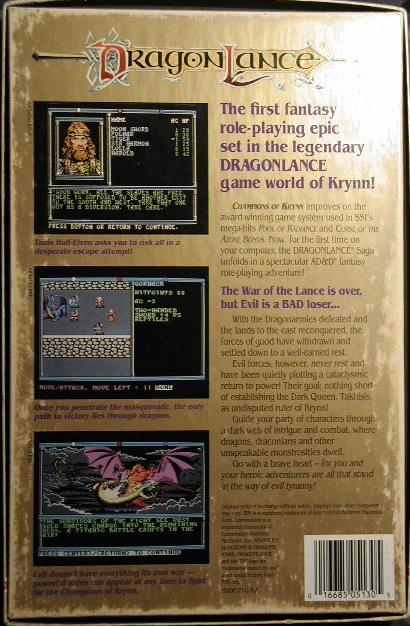 DRAGONLANCE
The first fantasy
role-playing epic
set in the legendary
DRAGONLANCE
game world of Krynn!
CHAMPIONS OF KRYNN improves on the
award-winning game system used in SSI's
mega-hits POOL OF RADIANCE and CURSE OF THE
AZURE BONDS. Now, for the first time on
your computer, the DRAGONLANCE Saga
unfolds in a spectacular AD&D fantasy
role-playing adventure!
The War of the Lance is over,
but Evil is a BAD loser...
With the Dragonarmies defeated and
the lands to the east reconquered, the
forces of good have withdrawn and
settled down to a well-earned rest.
Evil forces, however, never rest and
have been quietly plotting a cataclysmic
return to power! Their goal: nothing short
of establishing the Dark Queen, Takhisis,
as undisputed ruler of Krynn!
Guide your party of characters through
a dark web of intrigue and combat, where
dragons, draconians and other
unspeakable monstrosities dwell.
Go with a brave heart – for you and
your heroic adventurers are all that stand
in the way of evil tyranny!
NAME AC HP
MOON SWORD
PRESS BUTTON OR RETURN TO CONTINUE.
Tanis Half-Elven asks you to risk all in a
desperate escape attempt!
HITPOINTS
TWO-HANDED
REPTILES
MOVE/ATTACK, MOVE LEFT = 11
Once you penetrate the masquerade, the only
path to victory lies through dragons.
Evil doesn't have everything its own way —
powerful allies can appear at any time to fight
for the Champions of Krynn.
MADE IN U.S.A.
0 16685 05130 5